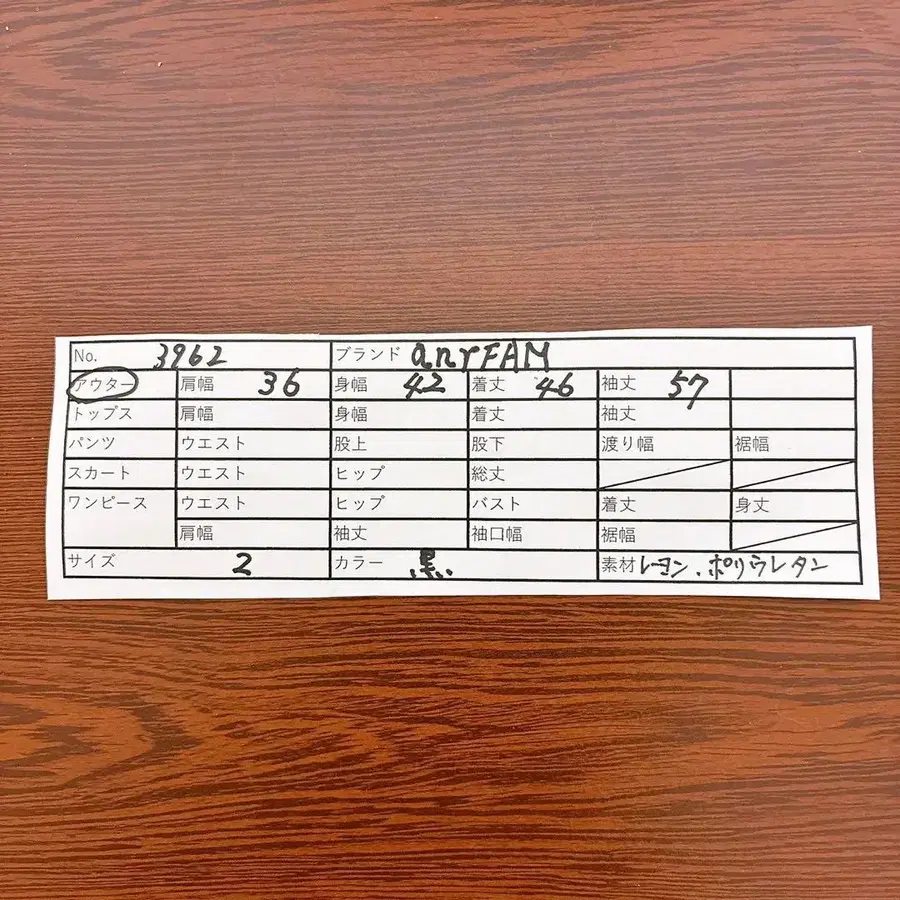 No. 3962 ブランド anyFAM
アウター 肩幅 36 身幅 42 着丈 46 袖丈 57
トップス 肩幅 身幅 着丈 袖丈
パンツ ウエスト 股上 股下 渡り幅 裾幅
スカート ウエスト ヒップ 総丈
ワンピース ウエスト ヒップ バスト 着丈 身丈
肩幅 袖丈 袖口幅 裾幅
サイズ 2 カラー 黒 素材 レーヨン、ポリウレタン